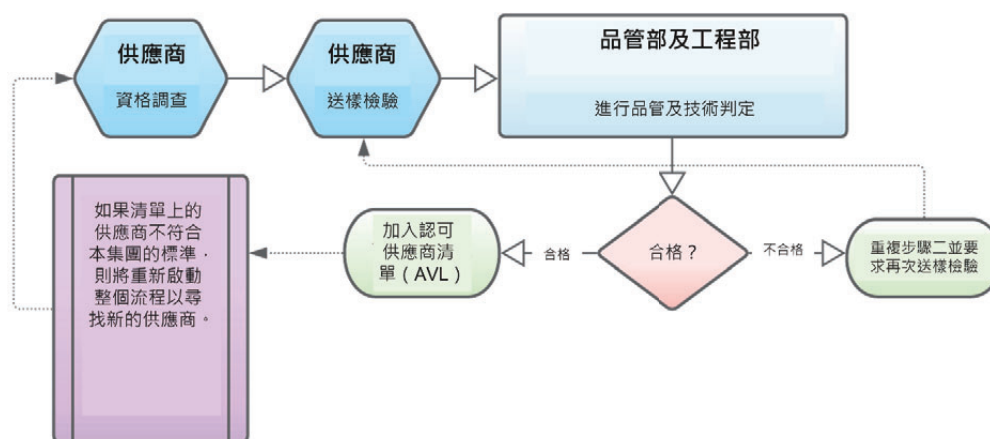 供應商
資格調查
供應商
送樣檢驗
品管部及工程部
進行品管及技術判定
合格？
合格
不合格
加入認可
供應商清
單（AVL）
重複步驟二並要
求再次送樣檢驗
如果清單上的
供應商不符合
本集團的標準，
則將重新啟動
整個流程以尋
找新的供應商。